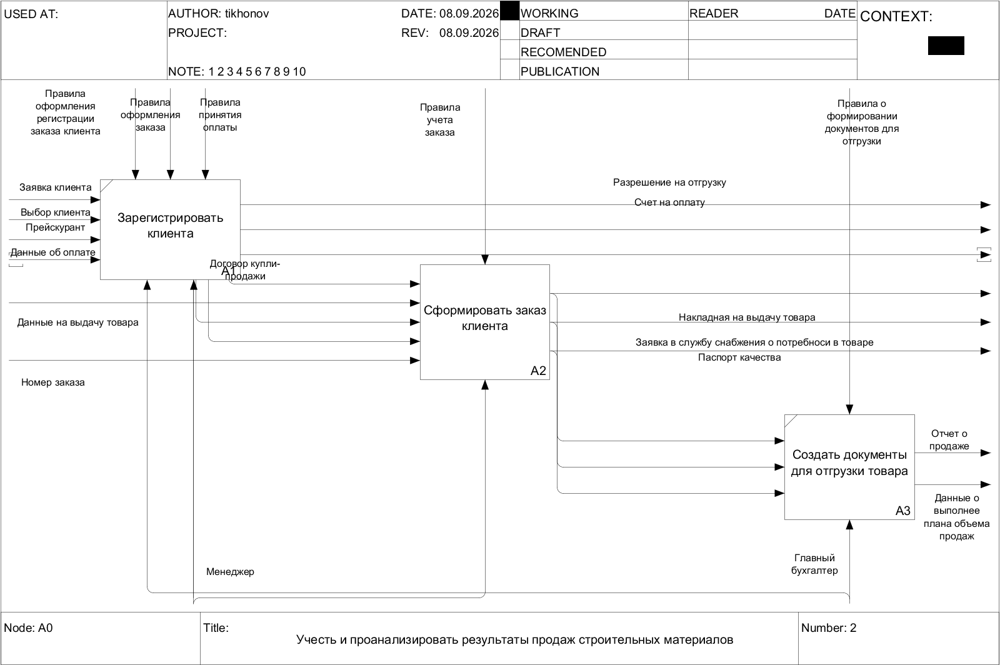 USED AT:
AUTHOR: tikhonov
DATE: 08.09.2026
PROJECT:
REV: 08.09.2026
NOTE: 1 2 3 4 5 6 7 8 9 10
WORKING
DRAFT
RECOMENDED
PUBLICATION
READER
DATE
CONTEXT:
Правила
оформления
регистрации
заказа клиента
Правила
оформления
заказа
Правила
принятия
оплаты
Правила
учета
заказа
Правила о
формировании
документов для
отгрузки
Заявка клиента
Выбор клиента
Прейскурант
Данные об оплате
Зарегистрировать
клиента
A1
Разрешение на отгрузку
Счет на оплату
Договор купли-
продажи
Данные на выдачу товара
Номер заказа
Сформировать заказ
клиента
A2
Накладная на выдачу товара
Заявка в службу снабжения о потребноси в товаре
Паспорт качества
Создать документы
для отгрузки товара
A3
Отчет о
продаже
Данные о
выполнее
плана объема
продаж
Менеджер
Главный
бухгалтер
Node: A0
Title:
Учесть и проанализировать результаты продаж строительных материалов
Number: 2